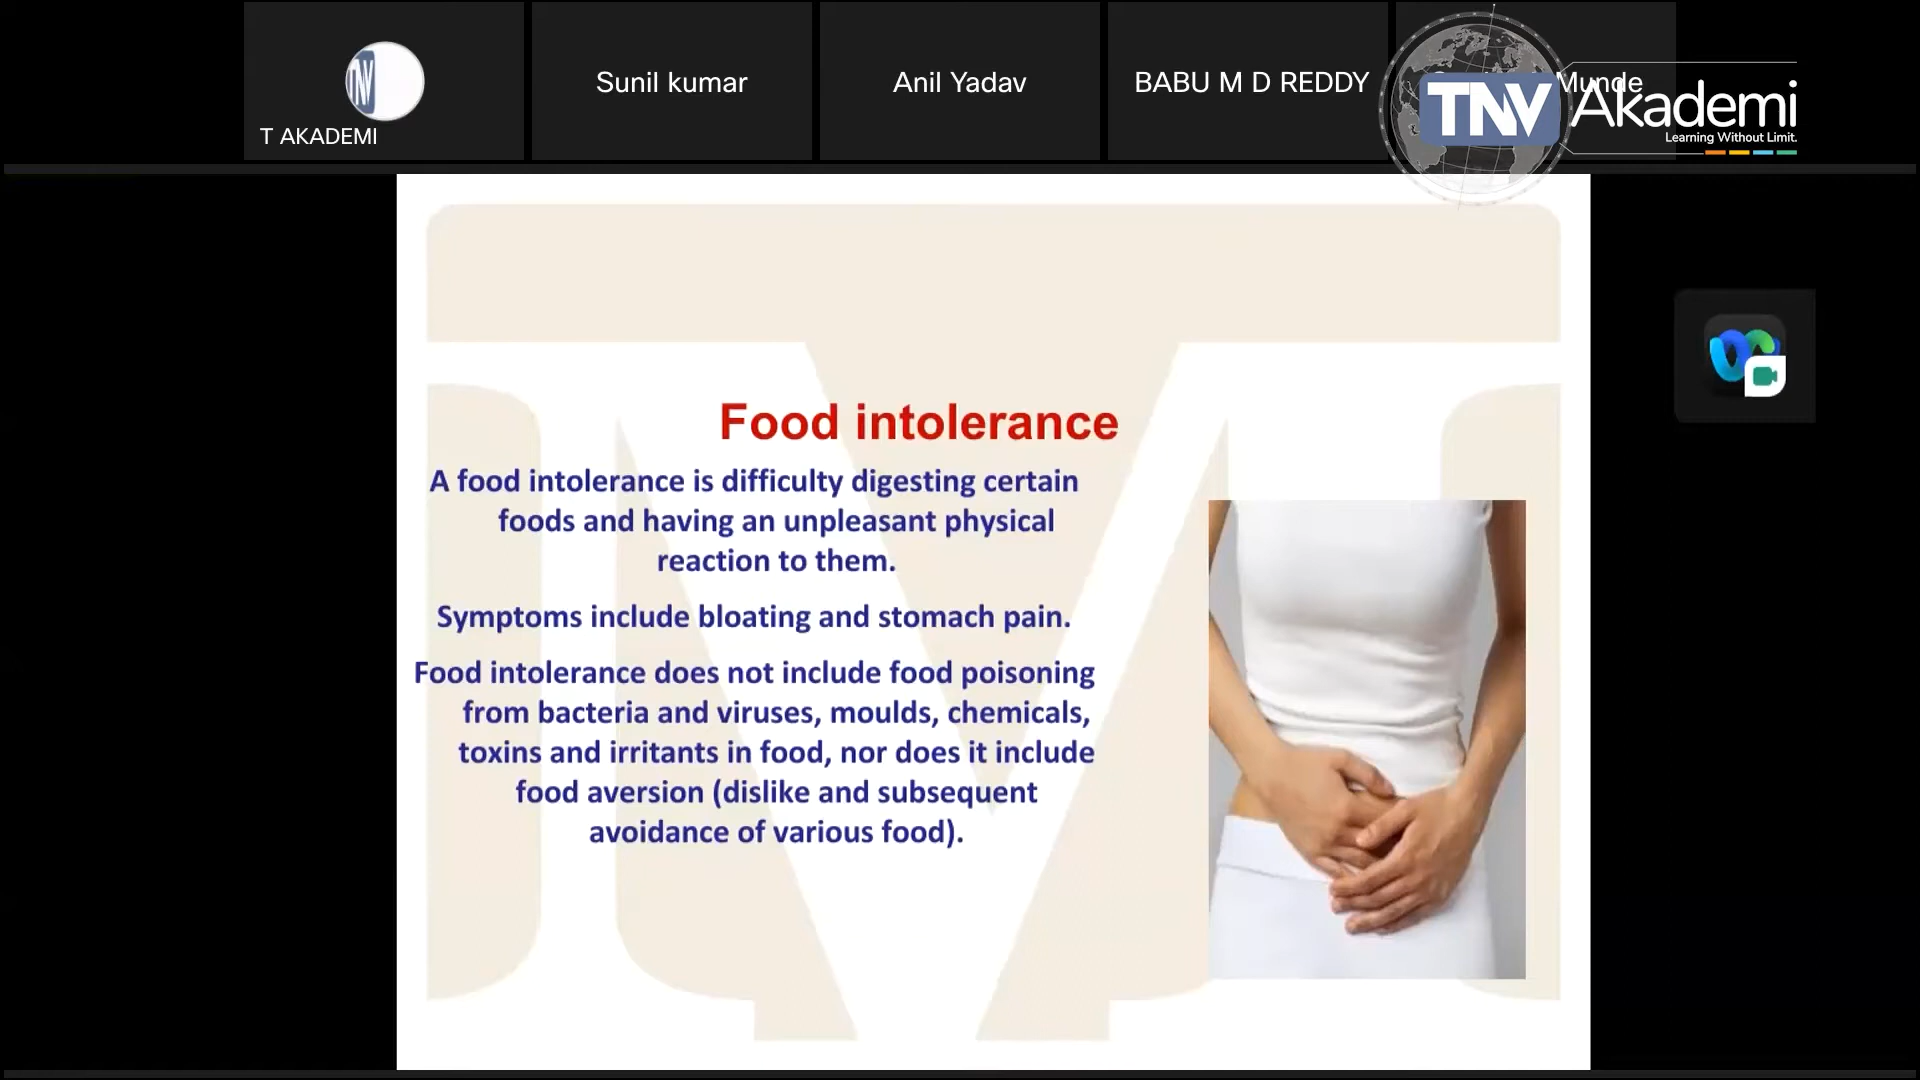 TNV
T AKADEMI
Sunil kumar
Anil Yadav
BABU M D REDDY
Munde
TNV Akademi
Learning Without Limit.
Food intolerance
A food intolerance is difficulty digesting certain
foods and having an unpleasant physical
reaction to them.
Symptoms include bloating and stomach pain.
Food intolerance does not include food poisoning
from bacteria and viruses, moulds, chemicals,
toxins and irritants in food, nor does it include
food aversion (dislike and subsequent
avoidance of various food).